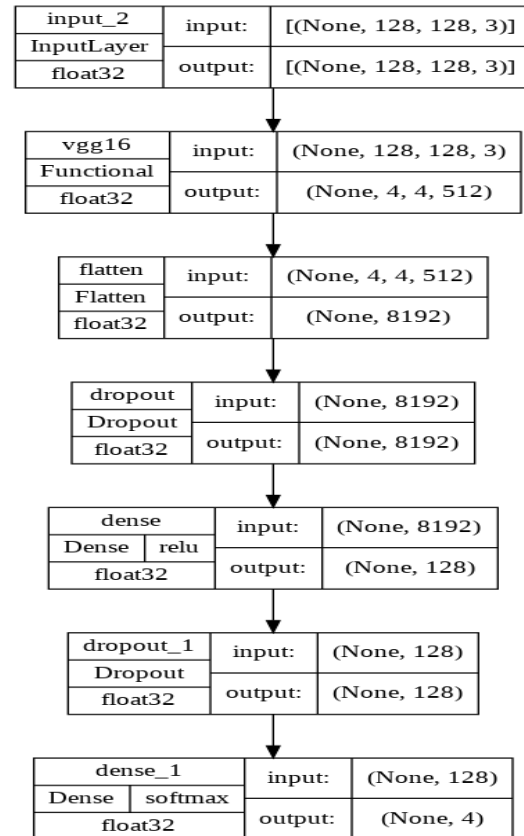 input_2
InputLayer
float32
input:
[(None, 128, 128, 3)]
output:
[(None, 128, 128, 3)]
vgg16
Functional
float32
input:
(None, 128, 128, 3)
output:
(None, 4, 4, 512)
flatten
Flatten
float32
input:
(None, 4, 4, 512)
output:
(None, 8192)
dropout
Dropout
float32
input:
(None, 8192)
output:
(None, 8192)
dense
Dense relu
float32
input:
(None, 8192)
output:
(None, 128)
dropout_1
Dropout
float32
input:
(None, 128)
output:
(None, 128)
dense_1
Dense softmax
float32
input:
(None, 128)
output:
(None, 4)